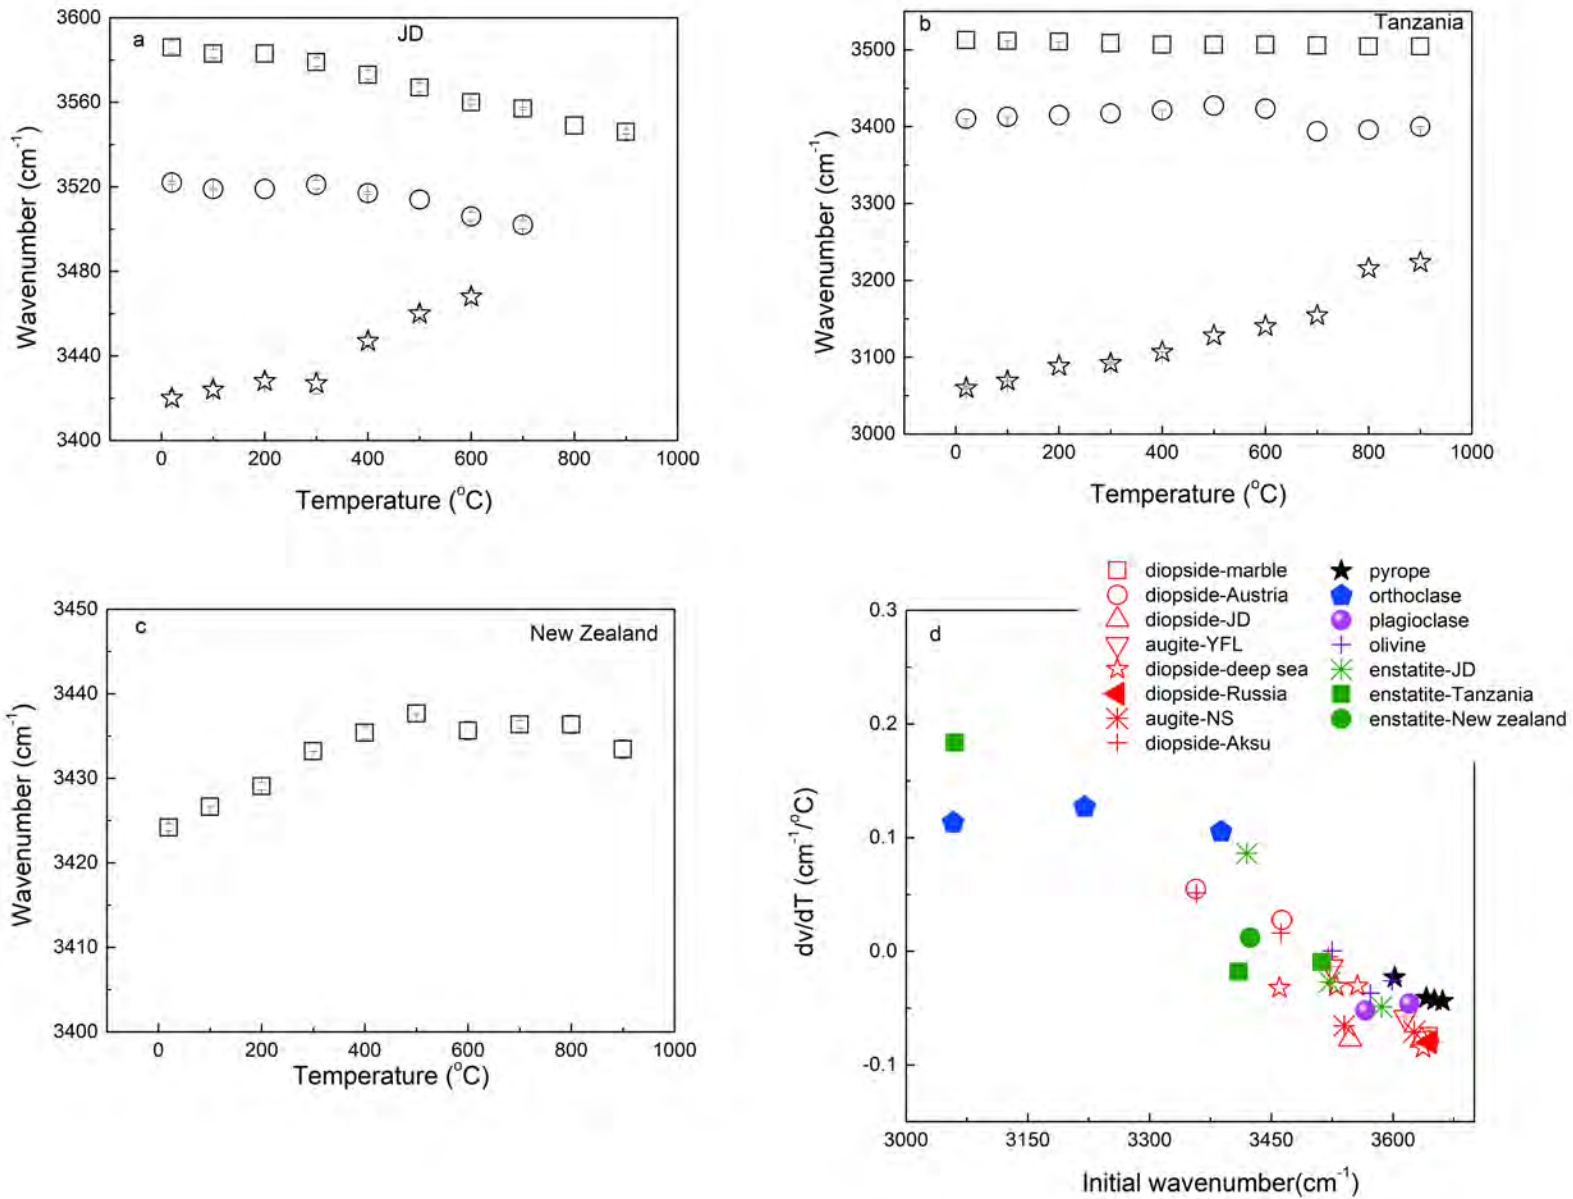 a
JD
3600
3560
3520
3480
3440
3400
Wavenumber (cm-1)
0
200
400
600
800
1000
Temperature (oC)
b
Tanzania
3500
3400
3300
3200
3100
3000
Wavenumber (cm-1)
0
200
400
600
800
1000
Temperature (oC)
c
New Zealand
3450
3440
3430
3420
3410
3400
Wavenumber (cm-1)
0
200
400
600
800
1000
Temperature (oC)
diopside-marble
diopside-Austria
diopside-JD
augite-YFL
diopside-deep sea
diopside-Russia
augite-NS
diopside-Aksu
pyrope
orthoclase
plagioclase
olivine
enstatite-JD
enstatite-Tanzania
enstatite-New zealand
d
0.3
0.2
0.1
0.0
-0.1
dv/dT (cm-1/oC)
3000
3150
3300
3450
3600
Initial wavenumber(cm-1)